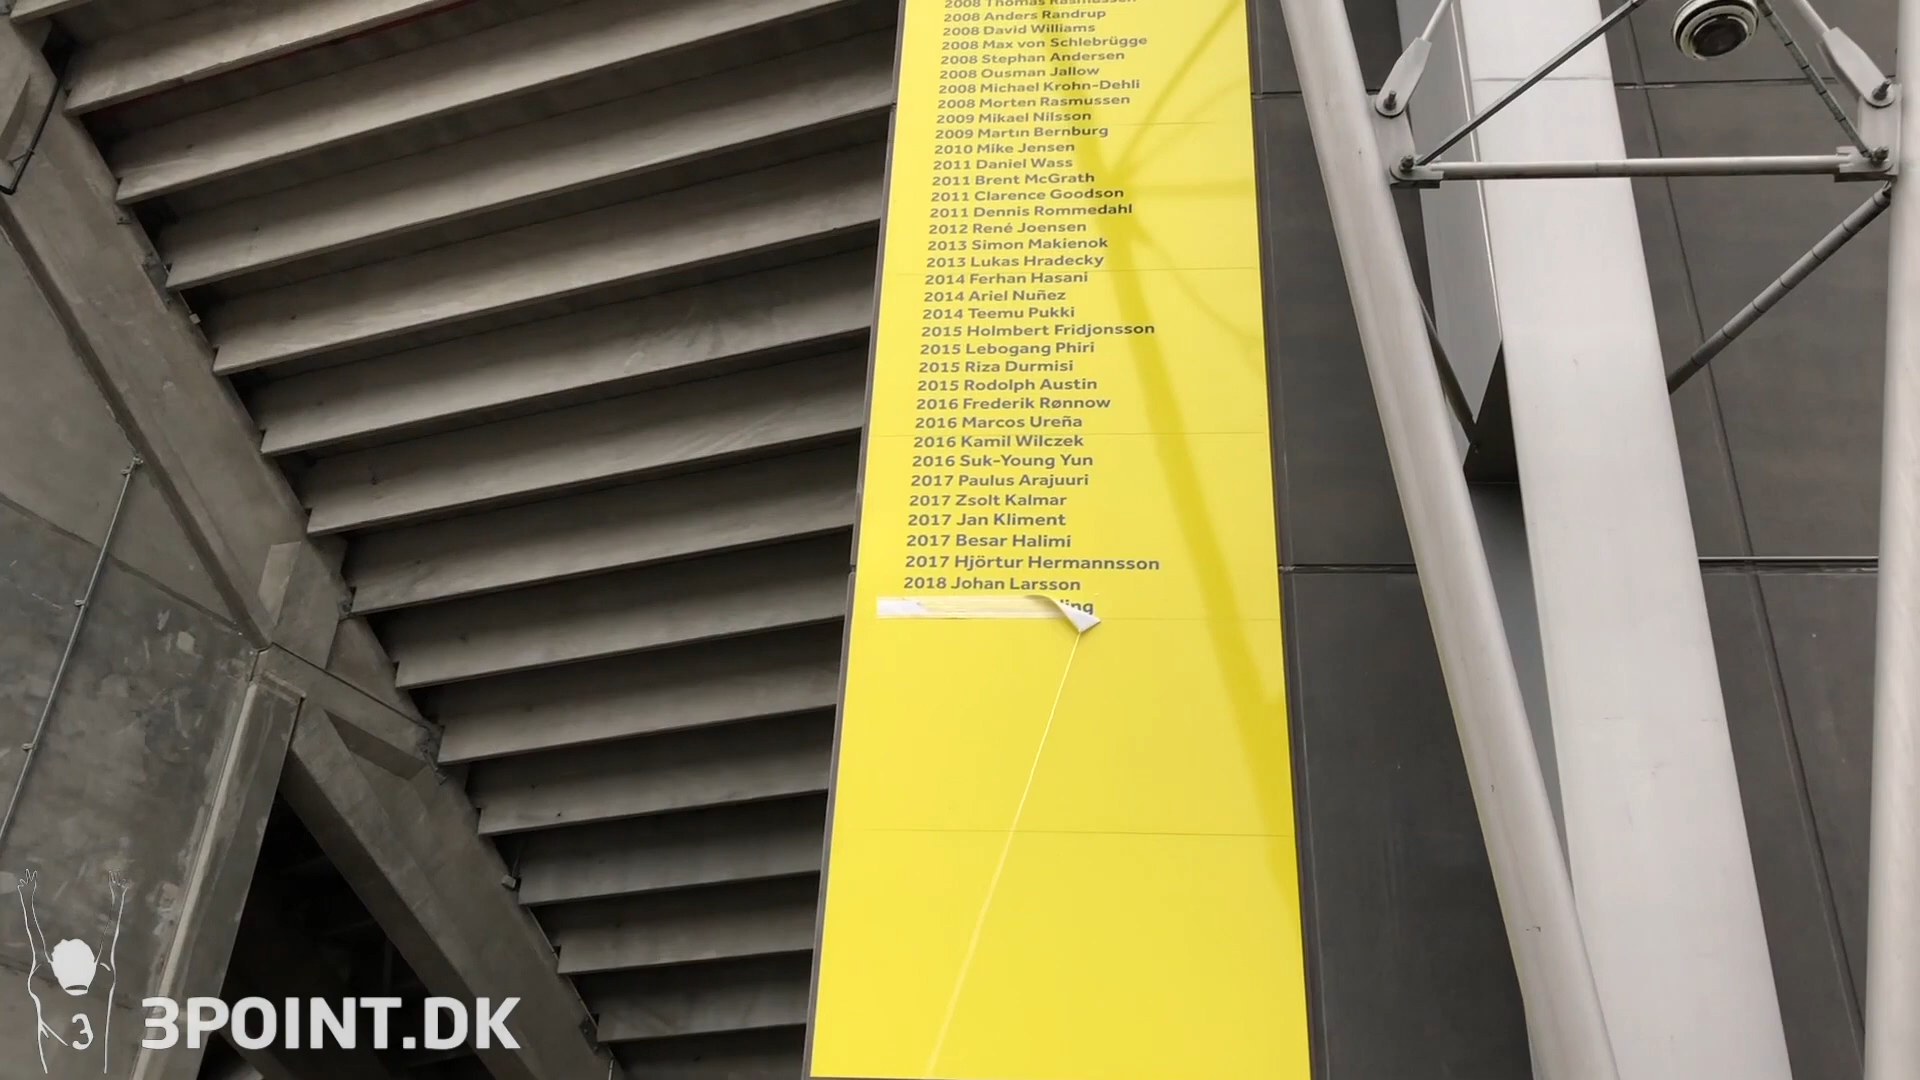 2008 Thomas Rasmussen
2008 Anders Randrup
2008 David Williams
2008 Max von Schlebrügge
2008 Stephan Andersen
2008 Ousman Jallow
2008 Michael Krohn-Dehli
2008 Morten Rasmussen
2009 Mikael Nilsson
2009 Martin Bernburg
2010 Mike Jensen
2011 Daniel Wass
2011 Brent McGrath
2011 Clarence Goodson
2011 Dennis Rommedahl
2012 René Joensen
2013 Simon Makienok
2013 Lukas Hradecky
2014 Ferhan Hasani
2014 Ariel Nuñez
2014 Teemu Pukki
2015 Holmbert Fridjonsson
2015 Lebogang Phiri
2015 Riza Durmisi
2015 Rodolph Austin
2016 Frederik Rønnow
2016 Marcos Ureña
2016 Kamil Wilczek
2016 Suk-Young Yun
2017 Paulus Arajuuri
2017 Zsolt Kalmar
2017 Jan Kliment
2017 Besar Halimi
2017 Hjörtur Hermannsson
2018 Johan Larsson
ling
3
3POINT.DK